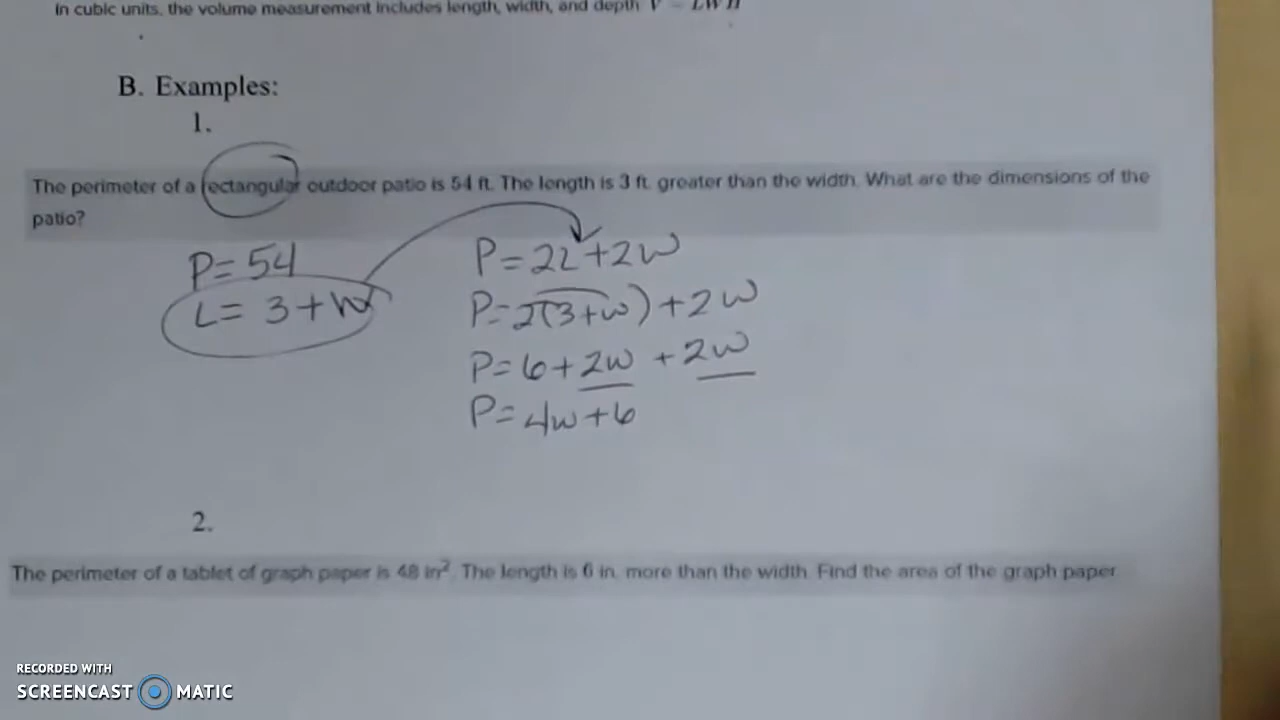 In cubic units, the volume measurement includes length, width, and depth V = LWH
B. Examples:
1.
The perimeter of a rectangular outdoor patio is 54 ft. The length is 3 ft. greater than the width. What are the dimensions of the
patio?
P=54
L= 3+W
P=2L+2W
P=2(3+W)+2W
P=6+2W+2W
P=4W+6
2.
The perimeter of a tablet of graph paper is 48 in². The length is 6 in. more than the width. Find the area of the graph paper
RECORDED WITH
SCREENCAST MATIC